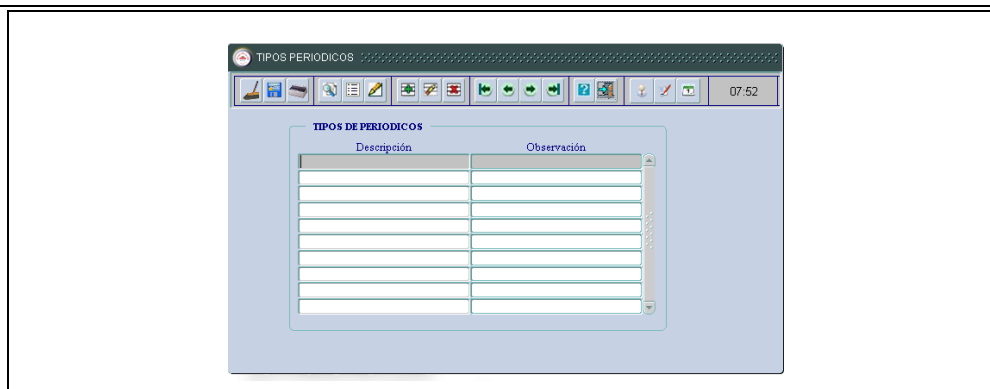 TIPOS PERIODICOS
07:52
TIPOS DE PERIODICOS
Descripción Observación